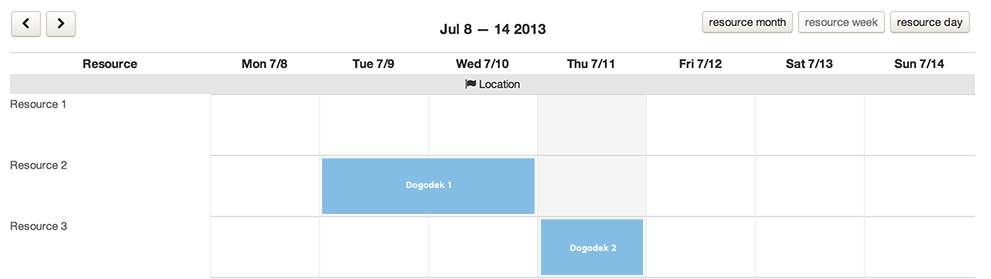 Jul 8 — 14 2013
resource month resource week resource day
Resource Mon 7/8 Tue 7/9 Wed 7/10 Thu 7/11 Fri 7/12 Sat 7/13 Sun 7/14
Location
Resource 1
Resource 2
Dogodek 1
Resource 3
Dogodek 2